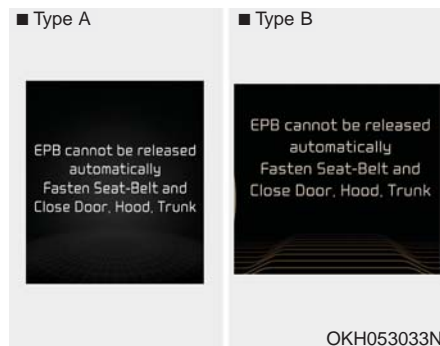 ■ Type A
EPB cannot be released
automatically
Fasten Seat-Belt and
Close Door, Hood, Trunk
■ Type B
EPB cannot be released
automatically
Fasten Seat-Belt and
Close Door, Hood, Trunk
OKH053033N